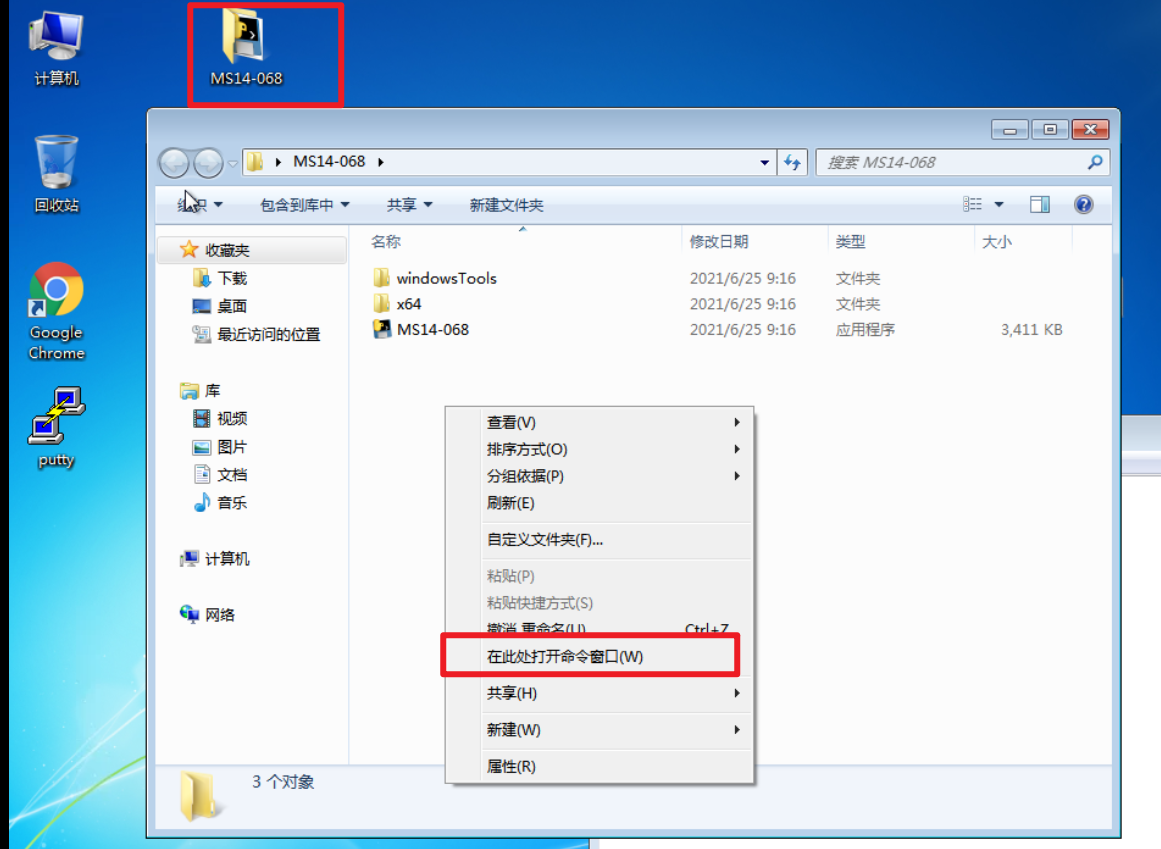 计算机
MS14-068
回收站
Google
Chrome
putty
MS14-068
搜索 MS14-068
组织
包含到库中
共享
新建文件夹
名称 修改日期 类型 大小
收藏夹
下载
桌面
最近访问的位置
库
视频
图片
文档
音乐
计算机
网络
windowsTools 2021/6/25 9:16 文件夹
x64 2021/6/25 9:16 文件夹
MS14-068 2021/6/25 9:16 应用程序 3,411 KB
查看(V)
排序方式(O)
分组依据(P)
刷新(E)
自定义文件夹(F)...
粘贴(P)
粘贴快捷方式(S)
撤消 重命名(U) Ctrl+Z
在此处打开命令窗口(W)
共享(H)
新建(W)
属性(R)
3 个对象